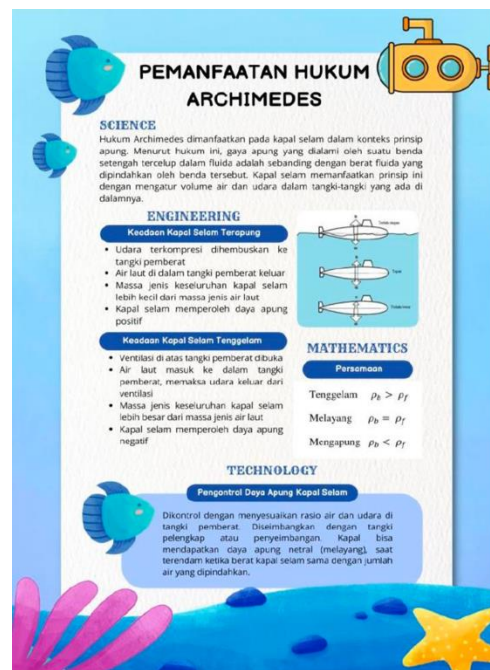 PEMANFAATAN HUKUM
ARCHIMEDES
SCIENCE
Hukum Archimedes dimanfaatkan pada kapal selam dalam konteks prinsip
apung. Menurut hukum ini, gaya apung yang dialami oleh suatu benda
setengah tercelup dalam fluida adalah sebanding dengan berat fluida yang
dipindahkan oleh benda tersebut. Kapal selam memanfaatkan prinsip ini
dengan mengatur volume air dan udara dalam tangki-tangki yang ada di
dalamnya.
ENGINEERING
Keadaan Kapal Selam Terapung
• Udara terkompresi dihembuskan ke
tangki pemberat
• Air laut di dalam tangki pemberat keluar
• Massa jenis keseluruhan kapal selam
lebih kecil dari massa jenis air laut
• Kapal selam memperoleh daya apung
positif
Keadaan Kapal Selam Tenggelam
• Ventilasi di atas tangki pemberat dibuka
• Air laut masuk ke dalam tangki
pemberat, memaksa udara keluar dari
ventilasi
• Massa jenis keseluruhan kapal selam
lebih besar dari massa jenis air laut
• Kapal selam memperoleh daya apung
negatif
MATHEMATICS
Persamaan
Tenggelam ρb > ρf
Melayang ρb = ρf
Mengapung ρb < ρf
TECHNOLOGY
Pengontrol Daya Apung Kapal Selam
Dikontrol dengan menyesuaikan rasio air dan udara di
tangki pemberat. Diseimbangkan dengan tangki
pelengkap atau penyeimbangan. Kapal bisa
mendapatkan daya apung netral (melayang), saat
terendam ketika berat kapal selam sama dengan jumlah
air yang dipindahkan.